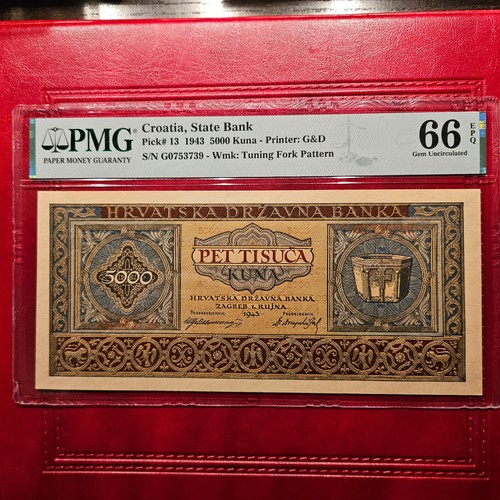 PMG
PAPER MONEY GUARANTY
Croatia, State Bank
Pick# 13 1943 5000 Kuna - Printer: G&D
S/N G0753739 - Wmk: Tuning Fork Pattern
66 EPQ
Gem Uncirculated
HRVATSKA DRŽAVNA BANKA
5000
PET TISUĆA
KUNA
HRVATSKA DRŽAVNA BANKA
ZAGREB 1. RUJNA
1943